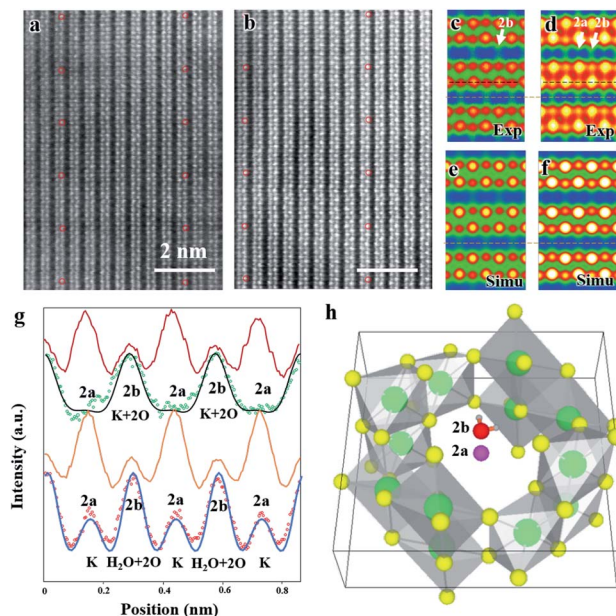 a
b
2 nm
c
2b
Exp
d
2a 2b
Exp
e
Simu
f
Simu
g
2a 2b 2a 2b 2a
K+2O K+2O
2a 2b 2a 2b 2a
K H₂O+2O K H₂O+2O K
Intensity (a.u.)
0 0.2 0.4 0.6 0.8
Position (nm)
h
2b
2a